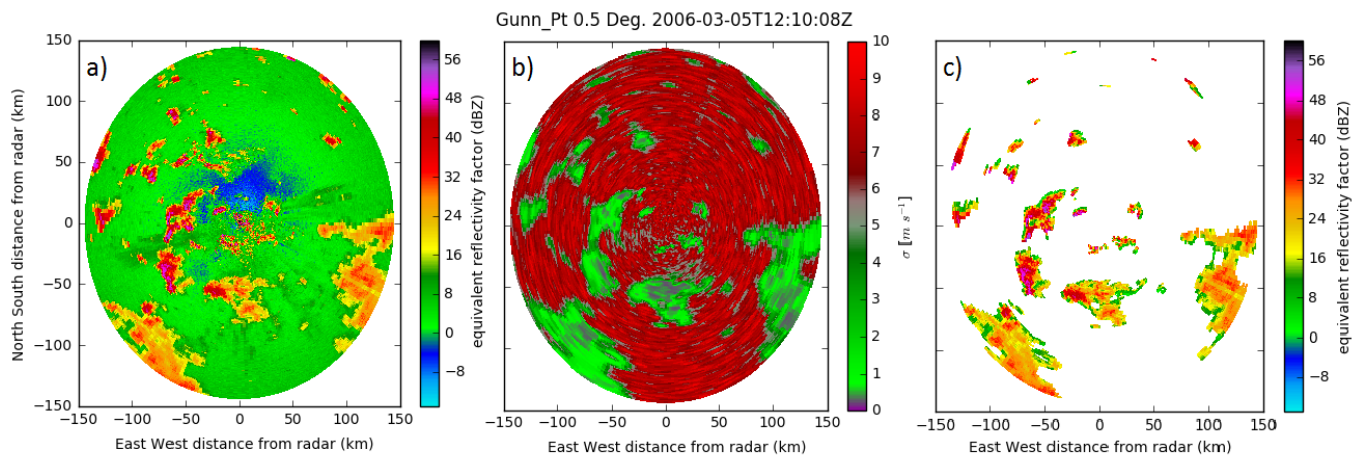 Gunn_Pt 0.5 Deg. 2006-03-05T12:10:08Z
a)
150
100
50
0
−50
−100
−150
North South distance from radar (km)
−150 −100 −50 0 50 100 150
East West distance from radar (km)
56
48
40
32
24
16
8
0
−8
equivalent reflectivity factor (dBZ)
b)
−150 −100 −50 0 50 100 150
East West distance from radar (km)
10
9
8
7
6
5
4
3
2
1
0
σ [m s⁻¹]
c)
−150 −100 −50 0 50 100 150
East West distance from radar (km)
56
48
40
32
24
16
8
0
−8
equivalent reflectivity factor (dBZ)